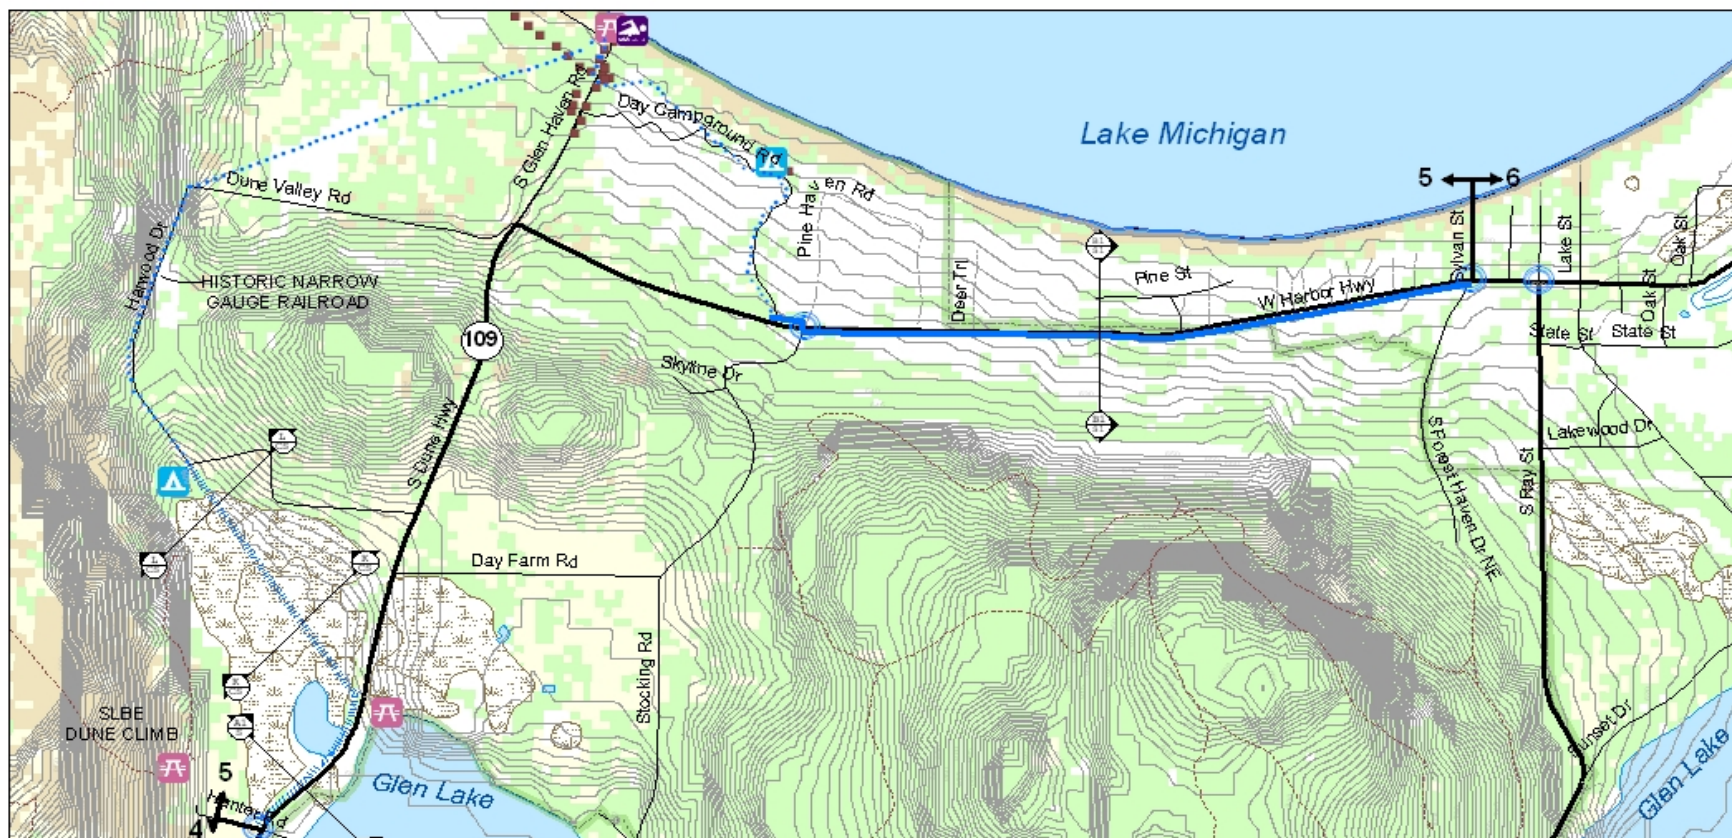 Lake Michigan
Day Campground Rd
S Glen Haven Rd
Dune Valley Rd
Pine Haven Rd
5
6
Sylvan St
Lake St
Oak St
Harwood Dr
HISTORIC NARROW
GAUGE RAILROAD
Deer Trl
Pine St
W Harbor Hwy
Oak St
State St
State St
109
Skyline Dr
S Dune Hwy
S Forest Haven Dr NE
S Ray St
Lakewood Dr
Day Farm Rd
Stocking Rd
SLBE
DUNE CLIMB
Sunset Dr
Glen Lake
Glen Lake
5
4
Hunter Rd